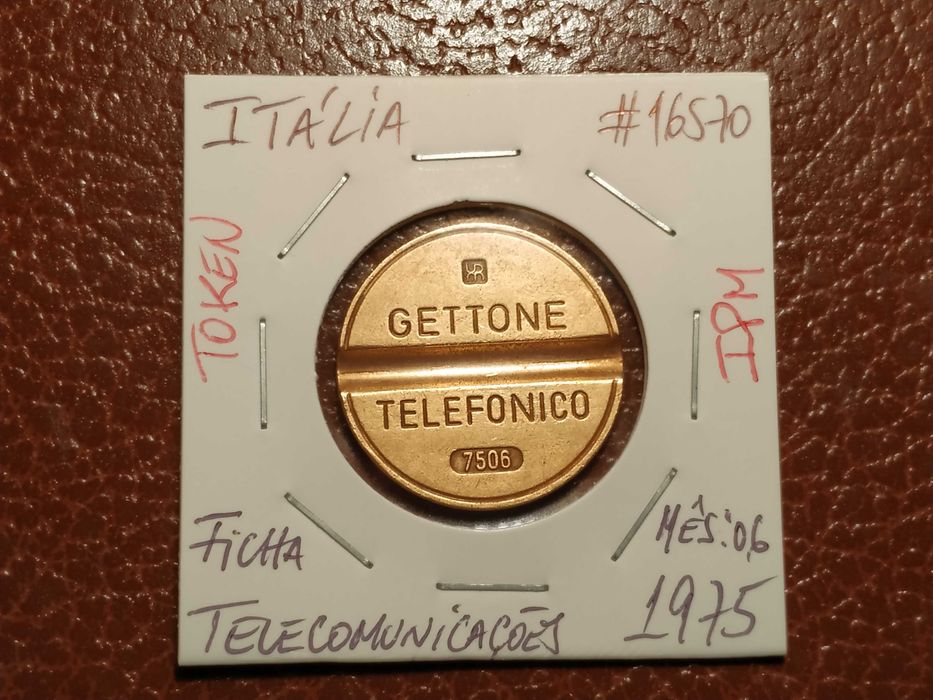 ITÁLIA
#16570
TOKEN
IPM
GETTONE
TELEFONICO
7506
FICHA
MÊS: 06
TELECOMUNICAÇÕES
1975